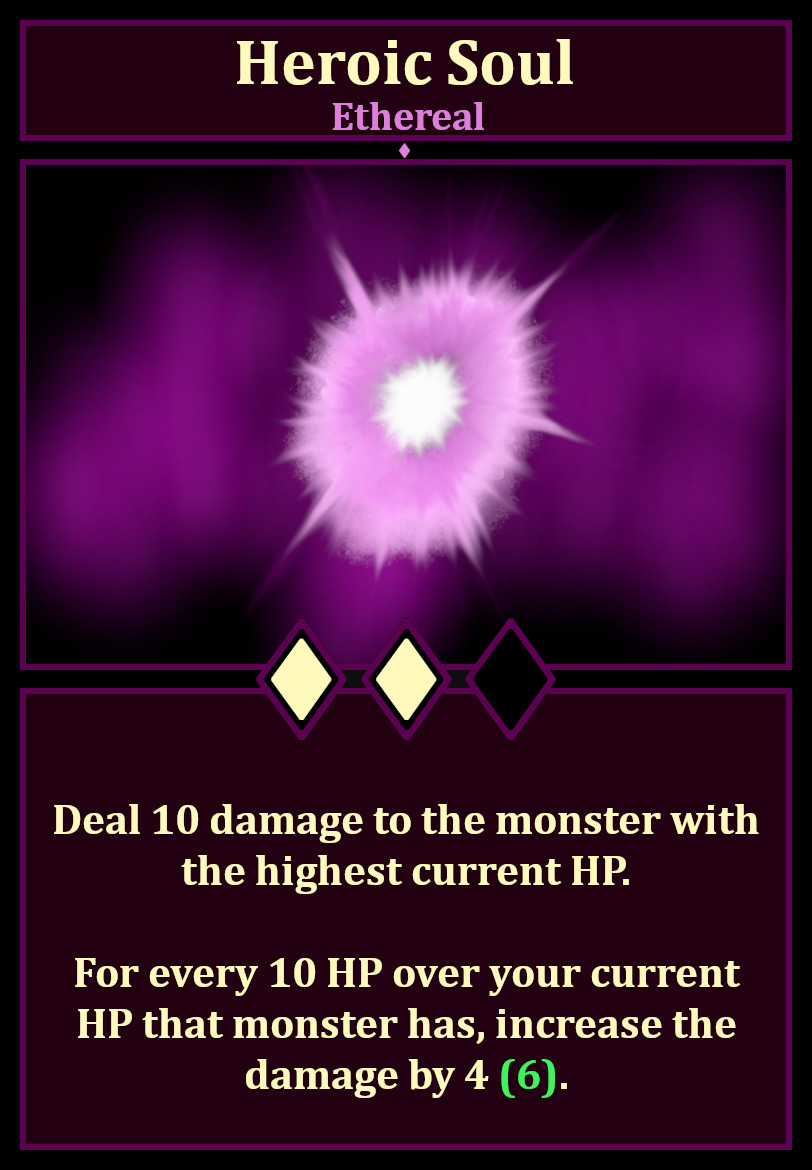 Heroic Soul
Ethereal
Deal 10 damage to the monster with
the highest current HP.
For every 10 HP over your current
HP that monster has, increase the
damage by 4 (6).